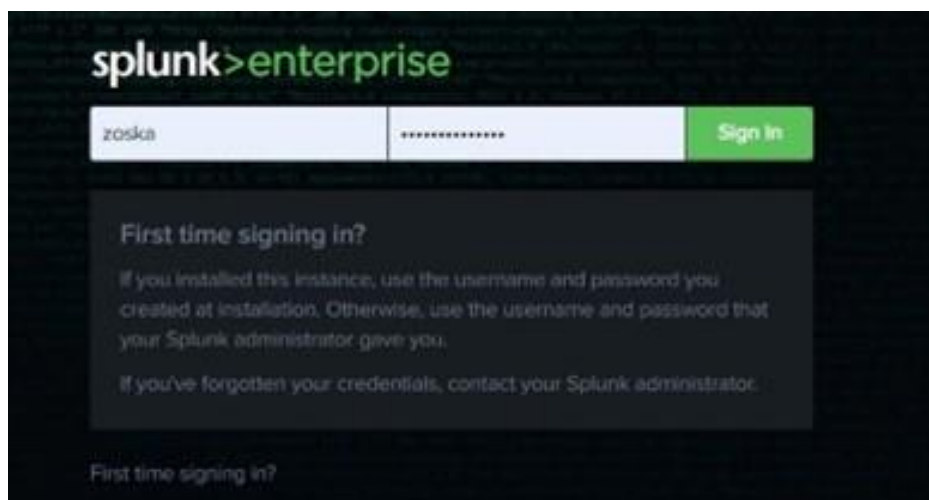 splunk>enterprise
zoska
•••••••••••••• Sign In
First time signing in?
If you installed this instance, use the username and password you
created at installation. Otherwise, use the username and password that
your Splunk administrator gave you.
If you've forgotten your credentials, contact your Splunk administrator.
First time signing in?